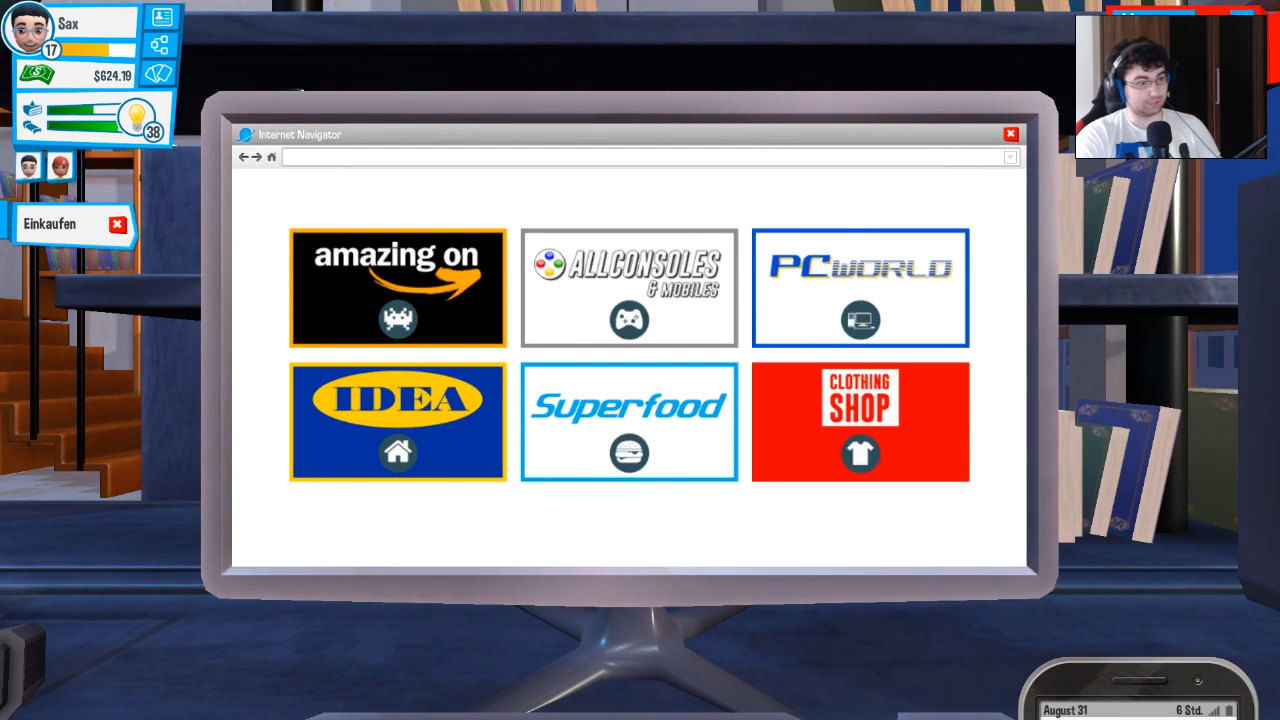 Sax
17
$624.19
38
Einkaufen
Internet Navigator
amazing on
ALLCONSOLES
& MOBILES
PCWORLD
IDEA
Superfood
CLOTHING
SHOP
August 31
6 Std.